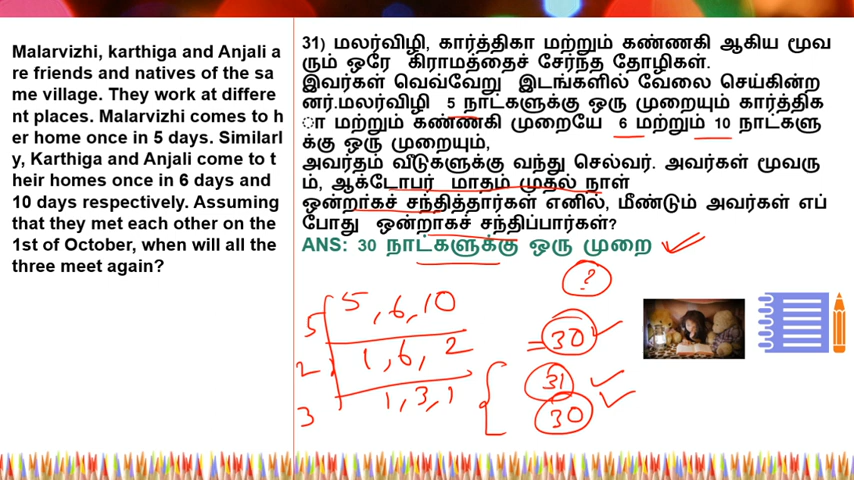 Malarvizhi, karthiga and Anjali a
re friends and natives of the sa
me village. They work at differe
nt places. Malarvizhi comes to h
er home once in 5 days. Similarl
y, Karthiga and Anjali come to t
heir homes once in 6 days and
10 days respectively. Assuming
that they met each other on the
1st of October, when will all the
three meet again?
31) மலர்விழி, கார்த்திகா மற்றும் கண்ணகி ஆகிய மூவ
ரும் ஒரே கிராமத்தைச் சேர்ந்த தோழிகள்.
இவர்கள் வெவ்வேறு இடங்களில் வேலை செய்கின்ற
னர்.மலர்விழி 5 நாட்களுக்கு ஒரு முறையும் கார்த்திக
ா மற்றும் கண்ணகி முறையே 6 மற்றும் 10 நாட்களு
க்கு ஒரு முறையும்,
அவர்தம் வீடுகளுக்கு வந்து செல்வர். அவர்கள் மூவரு
ம், ஆக்டோபர் மாதம் முதல் நாள்
ஒன்றாகச் சந்தித்தார்கள் எனில், மீண்டும் அவர்கள் எப்
போது ஒன்றாகச் சந்திப்பார்கள்?
ANS: 30 நாட்களுக்கு ஒரு முறை
?
5 5, 6, 10
= 30
2 1, 6, 2
31
3 1, 3, 1
30